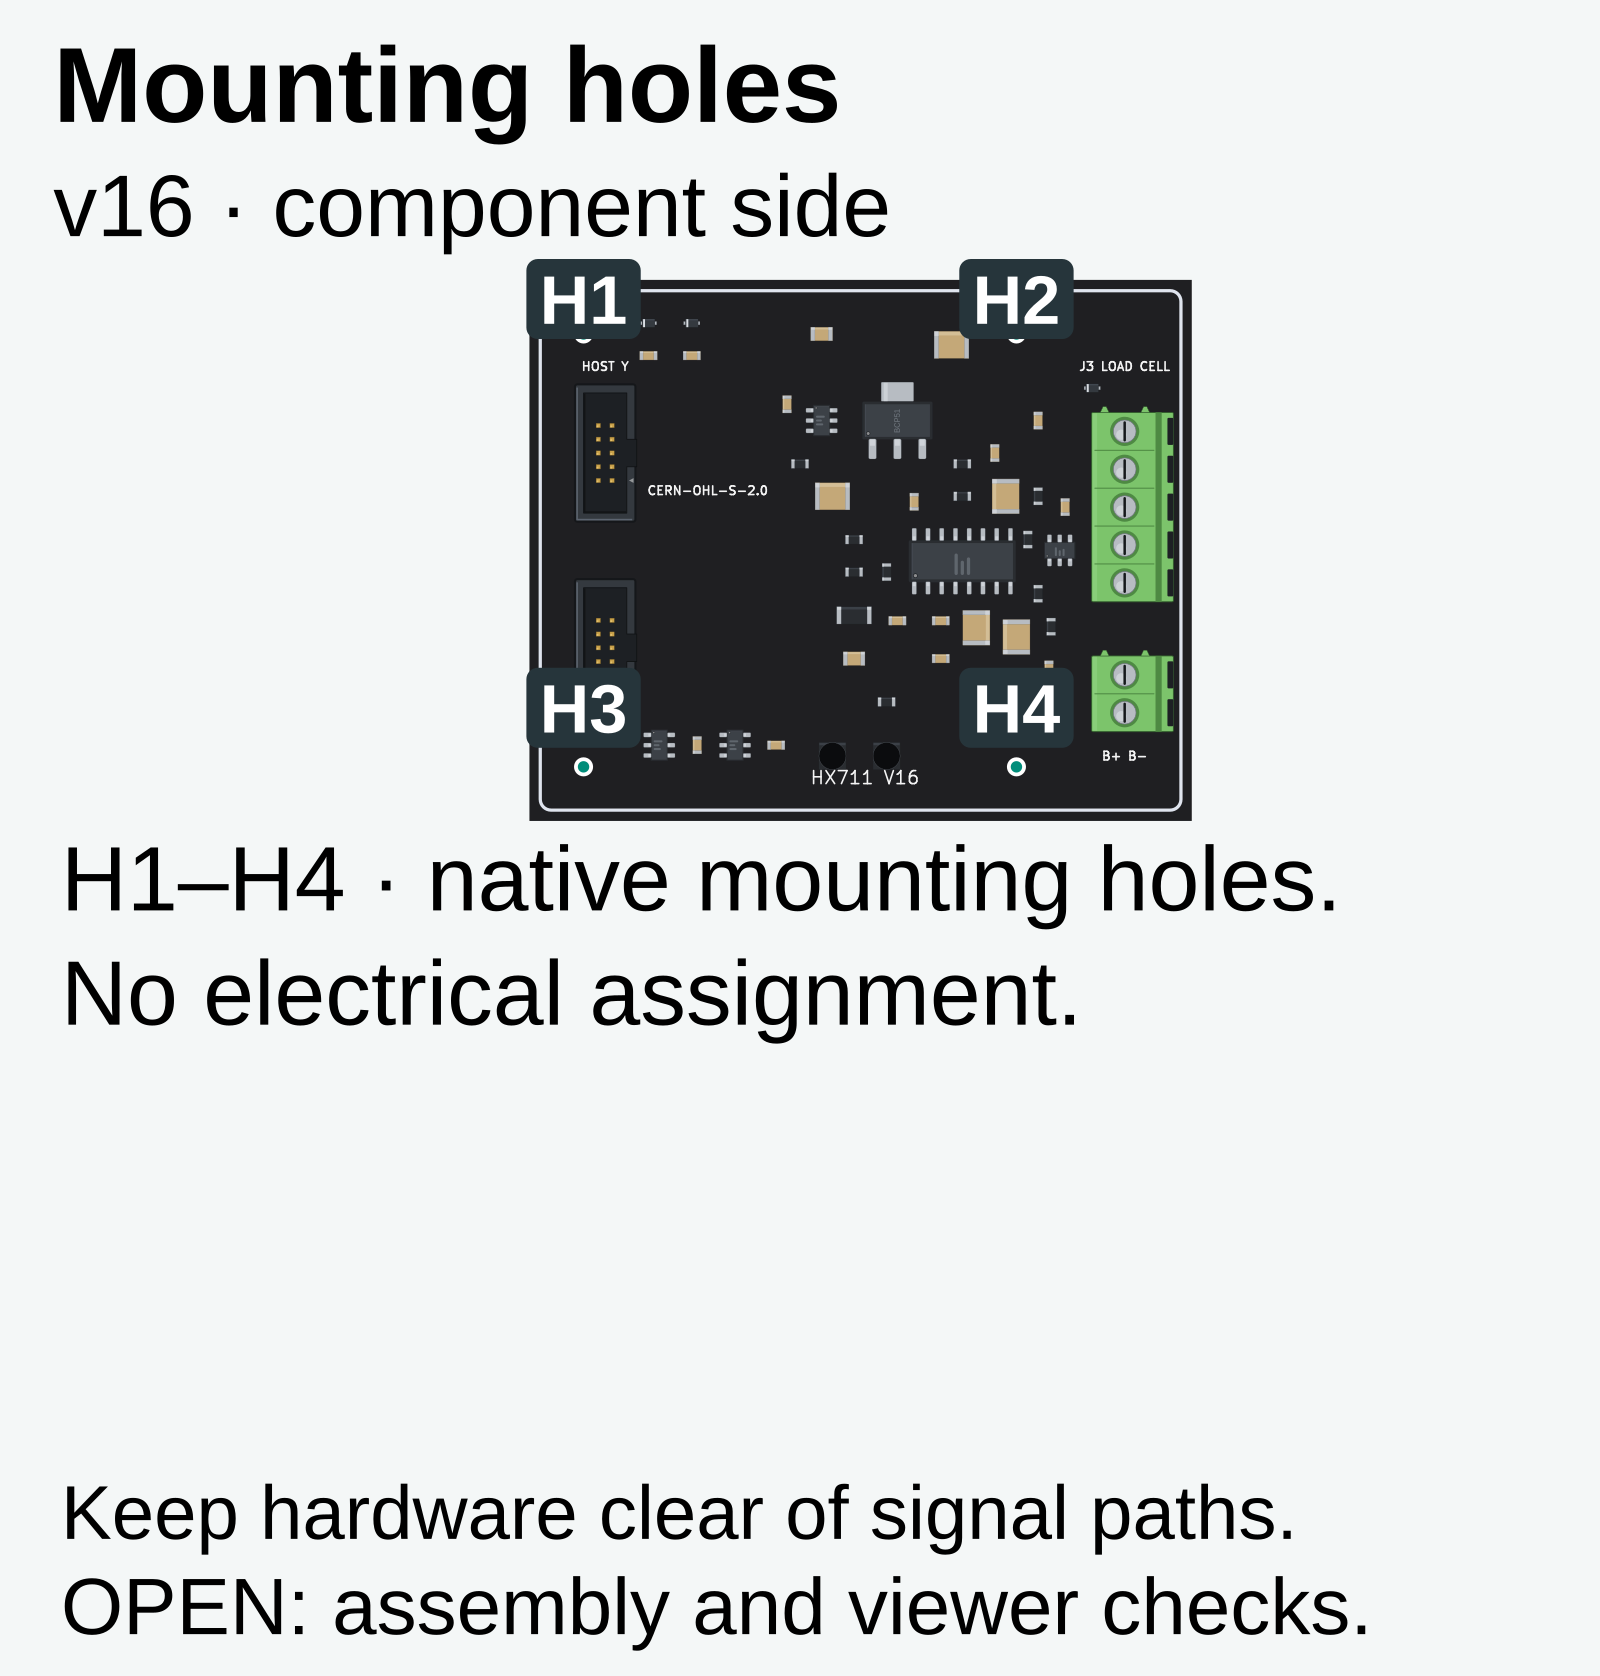 Mounting holes
v16 · component side
H1 H2
HOST Y
J3 LOAD CELL
BCP51
CERN-OHL-S-2.0
H3 H4
B+ B-
HX711 V16
H1–H4 · native mounting holes.
No electrical assignment.
Keep hardware clear of signal paths.
OPEN: assembly and viewer checks.